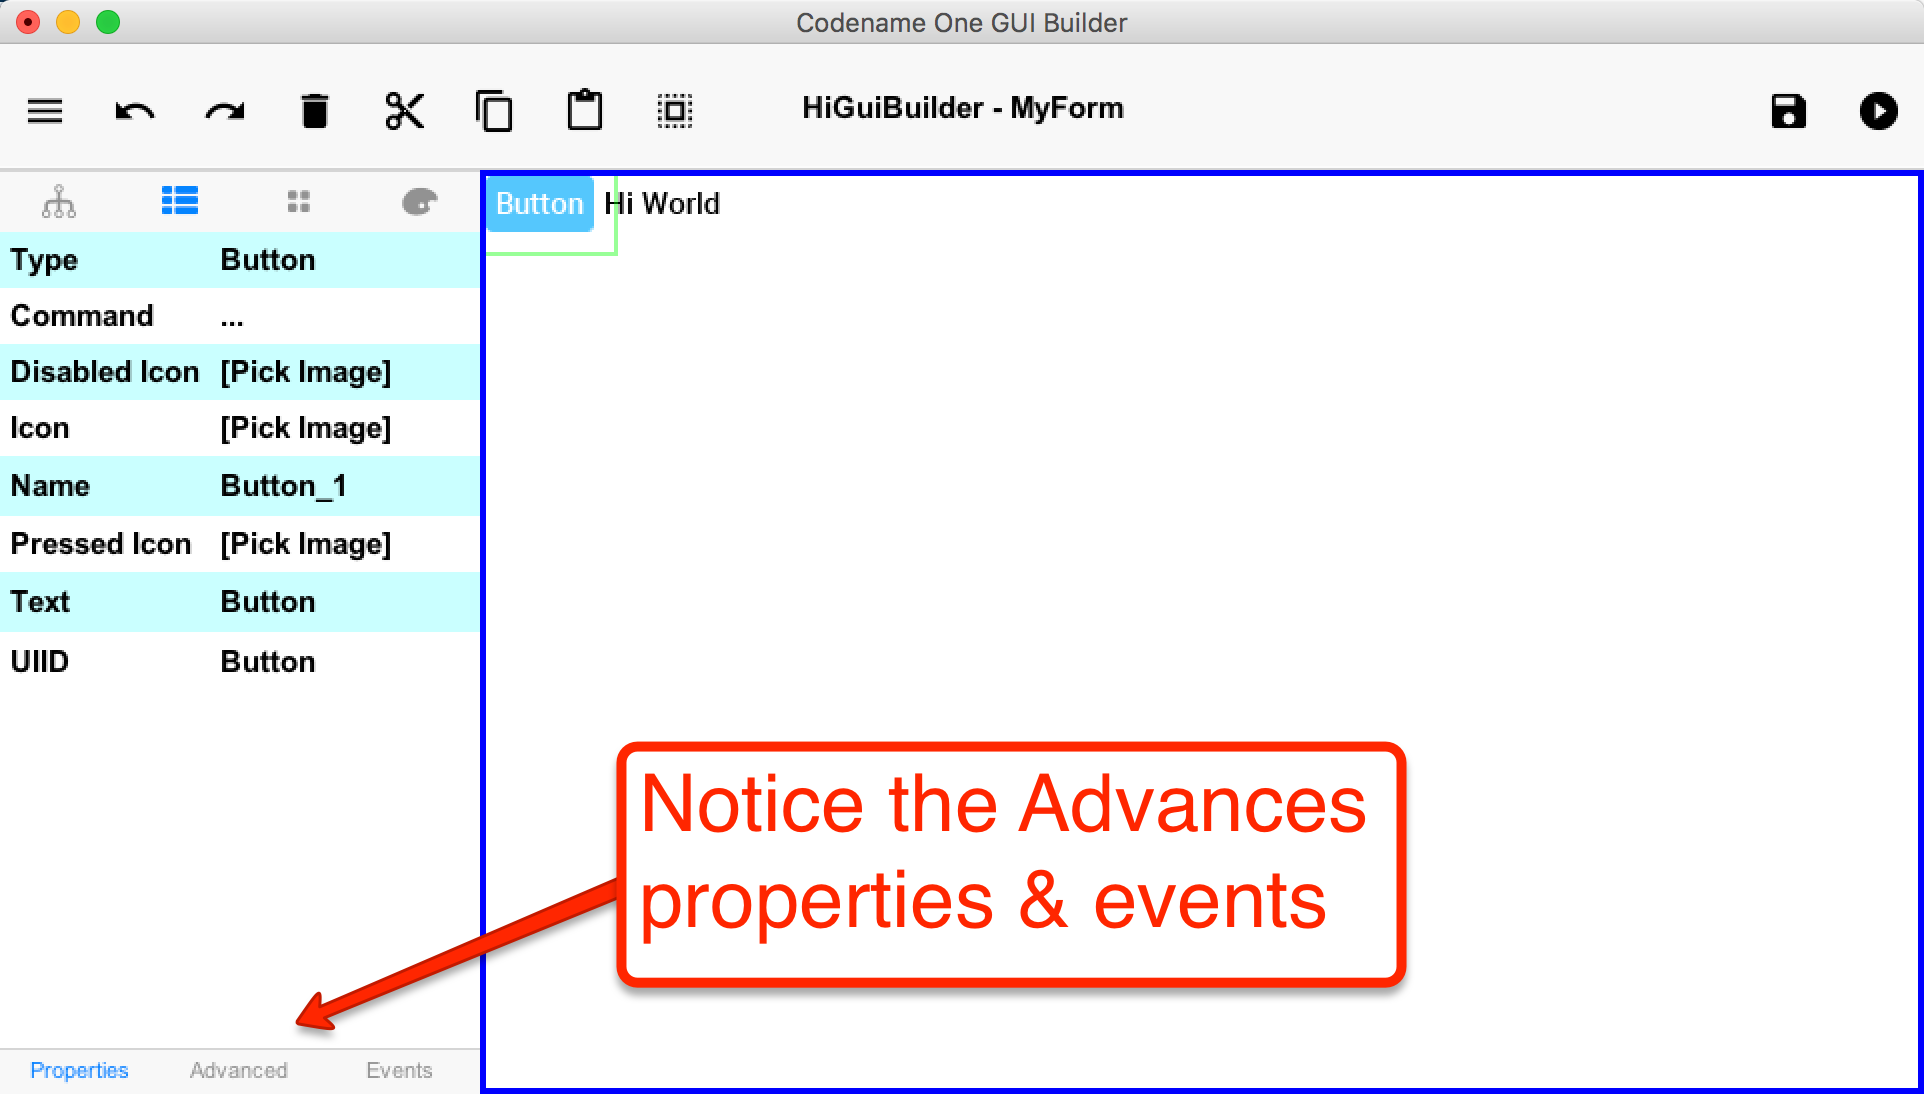 Codename One GUI Builder
HiGuiBuilder - MyForm
Type Button
Command ...
Disabled Icon [Pick Image]
Icon [Pick Image]
Name Button_1
Pressed Icon [Pick Image]
Text Button
UIID Button
Button Hi World
Notice the Advances
properties & events
Properties Advanced Events